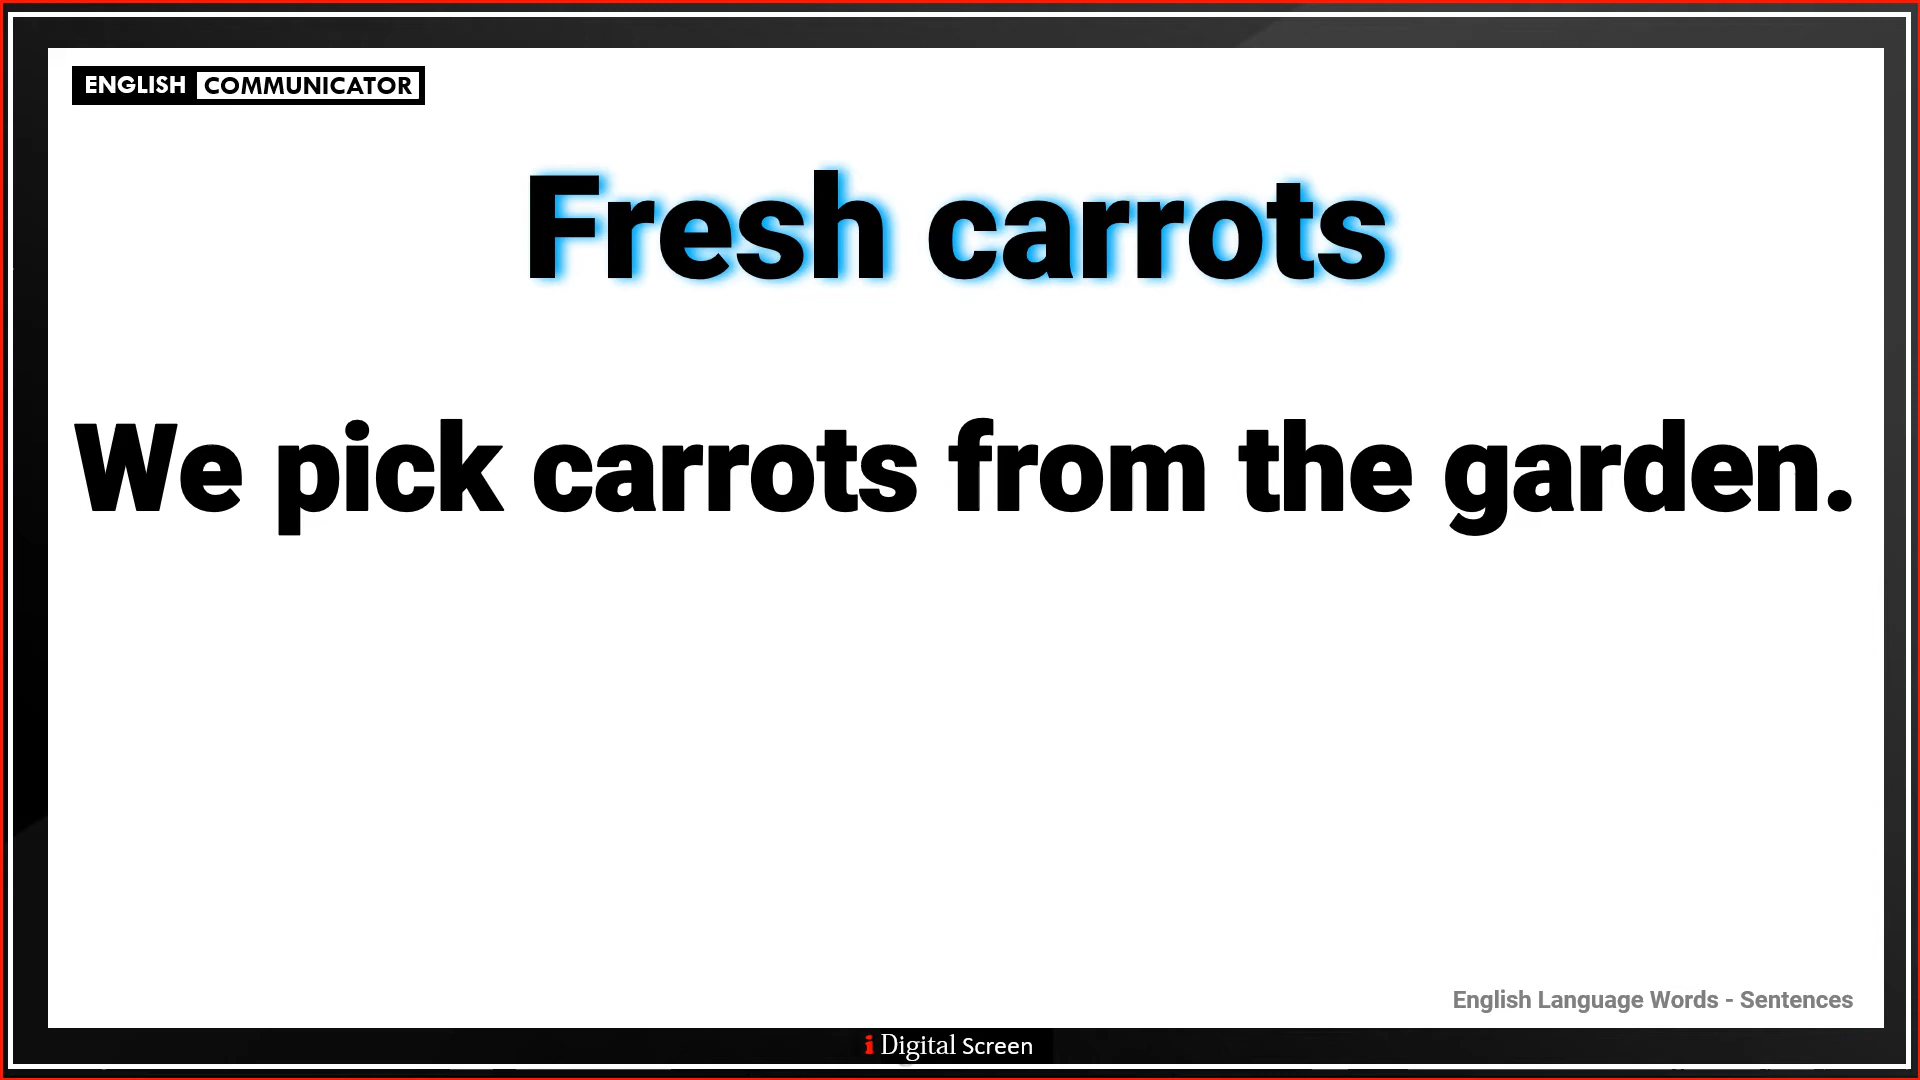 ENGLISH COMMUNICATOR
Fresh carrots
We pick carrots from the garden.
English Language Words - Sentences
i Digital Screen